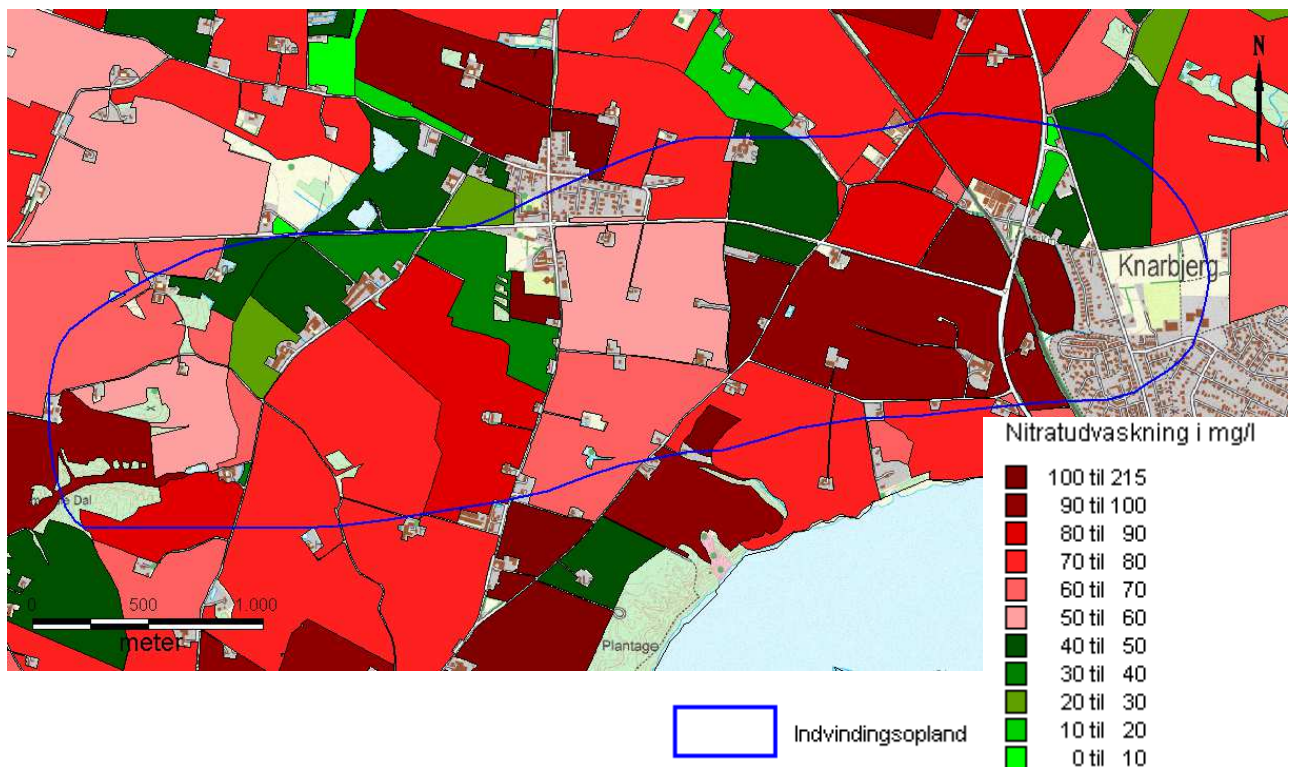 N
Knarbjerg
Dal
0 500 1.000
meter
Plantage
Nitratudvaskning i mg/l
100 til 215
90 til 100
80 til 90
70 til 80
60 til 70
50 til 60
40 til 50
30 til 40
20 til 30
10 til 20
0 til 10
Indvindingsopland